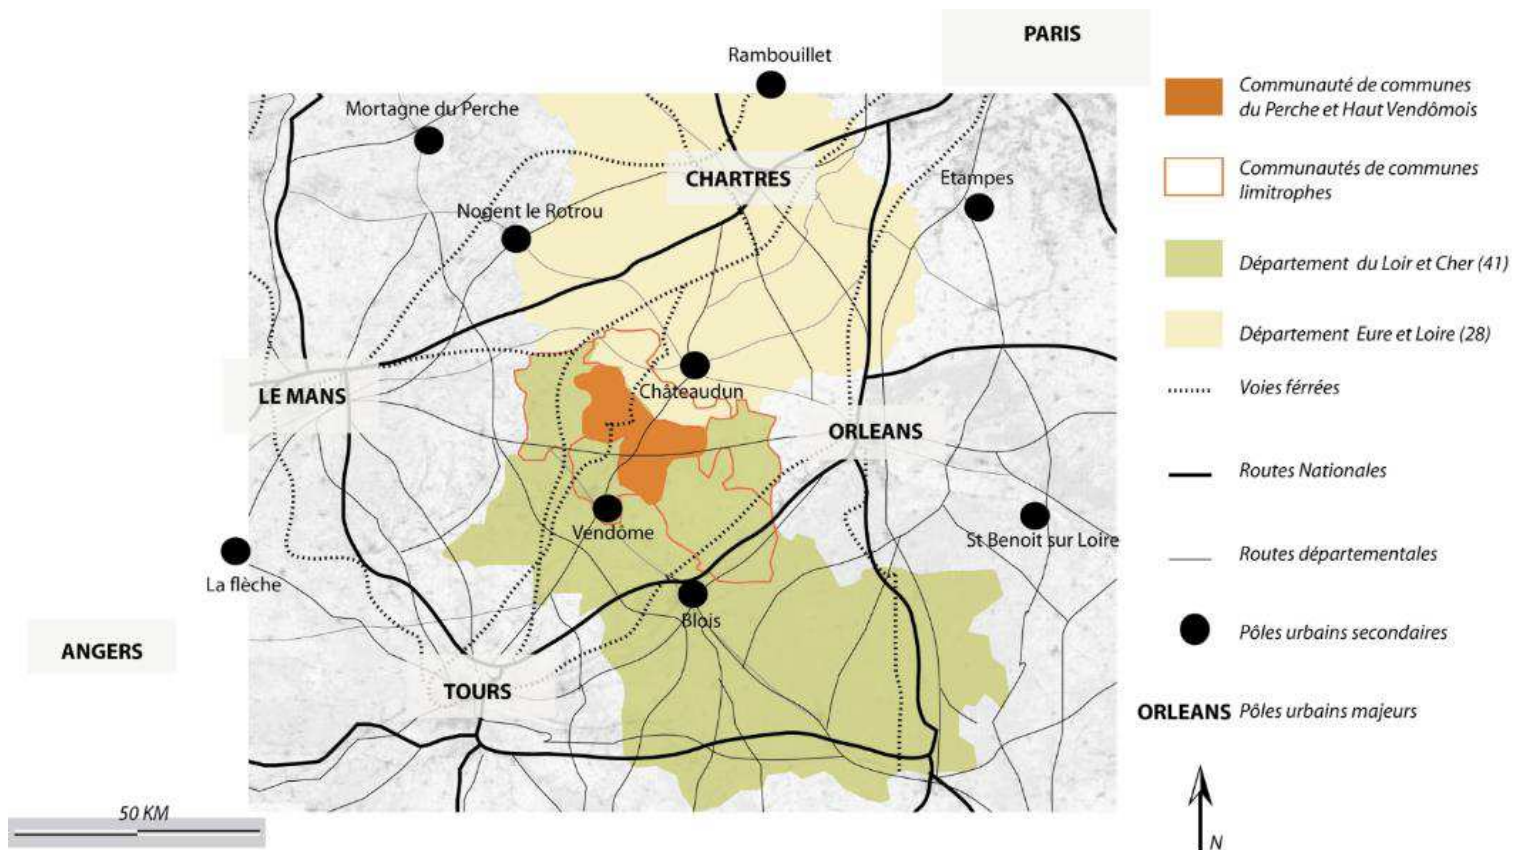 PARIS
Rambouillet
Mortagne du Perche
CHARTRES
Etampes
Nogent le Rotrou
Châteaudun
LE MANS
ORLEANS
Vendôme
St Benoit sur Loire
La flèche
Blois
ANGERS
TOURS
50 KM
Communauté de communes
du Perche et Haut Vendômois
Communautés de communes
limitrophes
Département du Loir et Cher (41)
Département Eure et Loire (28)
Voies férrées
Routes Nationales
Routes départementales
Pôles urbains secondaires
ORLEANS Pôles urbains majeurs
N